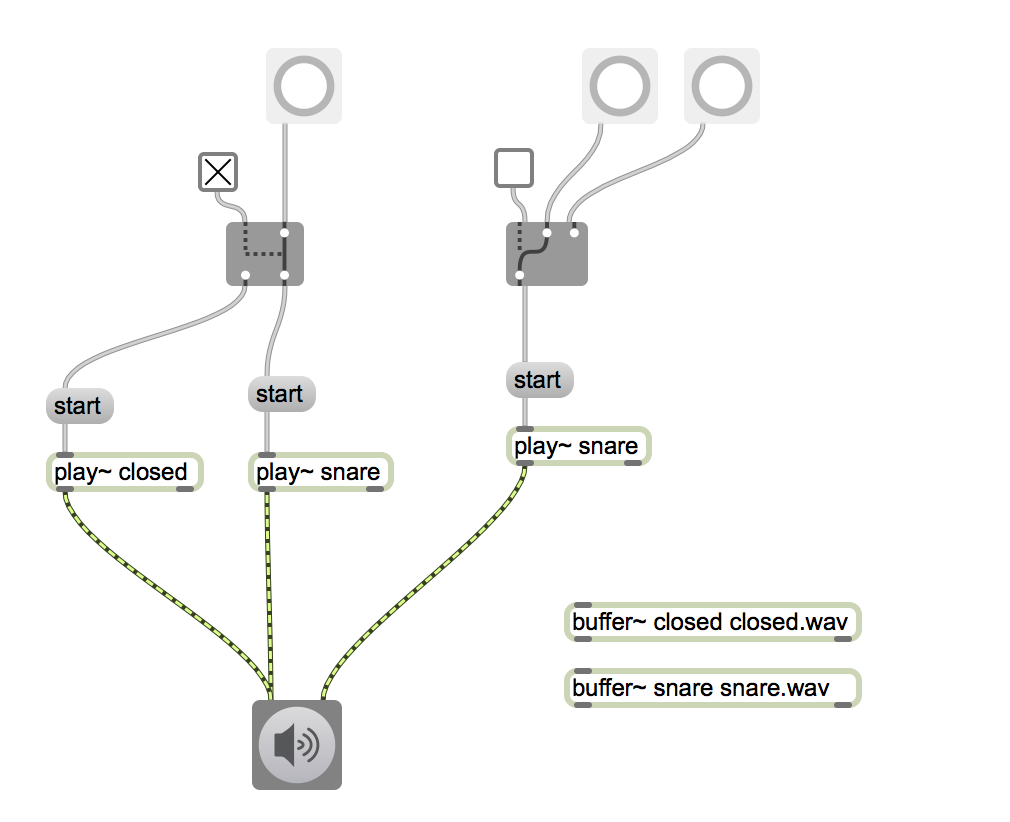 start
start
start
play~ closed
play~ snare
play~ snare
buffer~ closed closed.wav
buffer~ snare snare.wav